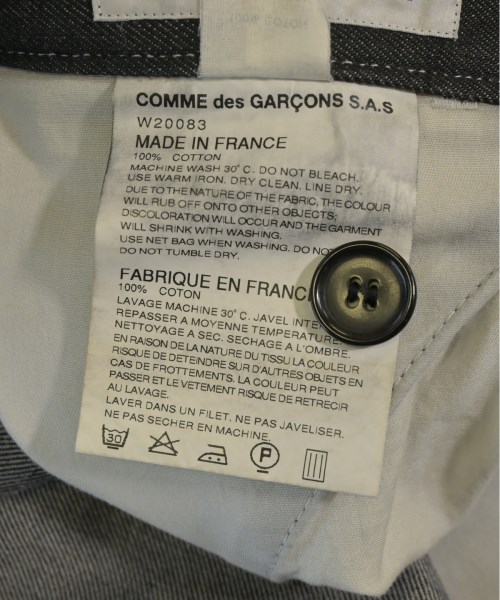 COMME des GARÇONS S.A.S
W20083
MADE IN FRANCE
100% COTTON
MACHINE WASH 30°C. DO NOT BLEACH.
USE WARM IRON. DRY CLEAN. LINE DRY.
DUE TO THE NATURE OF THE FABRIC, THE COLOUR
WILL RUB OFF ONTO OTHER OBJECTS;
DISCOLORATION WILL OCCUR AND THE GARMENT
WILL SHRINK WITH WASHING.
USE NET BAG WHEN WASHING. DO
DO NOT TUMBLE DRY.
FABRIQUE EN FRANC
100% COTON
LAVAGE MACHINE 30°C. JAVEL INTE
REPASSER A MOYENNE TEMPERATURE.
NETTOYAGE A SEC. SECHAGE A L'OMBRE.
EN RAISON DE LA NATURE DU TISSU LA COULEUR
RISQUE DE DETEINDRE SUR D'AUTRES OBJETS EN
CAS DE FROTTEMENTS. LA COULEUR PEUT
PASSER ET LE VETEMENT RISQUE DE RETRECIR
AU LAVAGE.
LAVER DANS UN FILET. NE PAS JAVELISER.
NE PAS SECHER EN MACHINE.
30 P